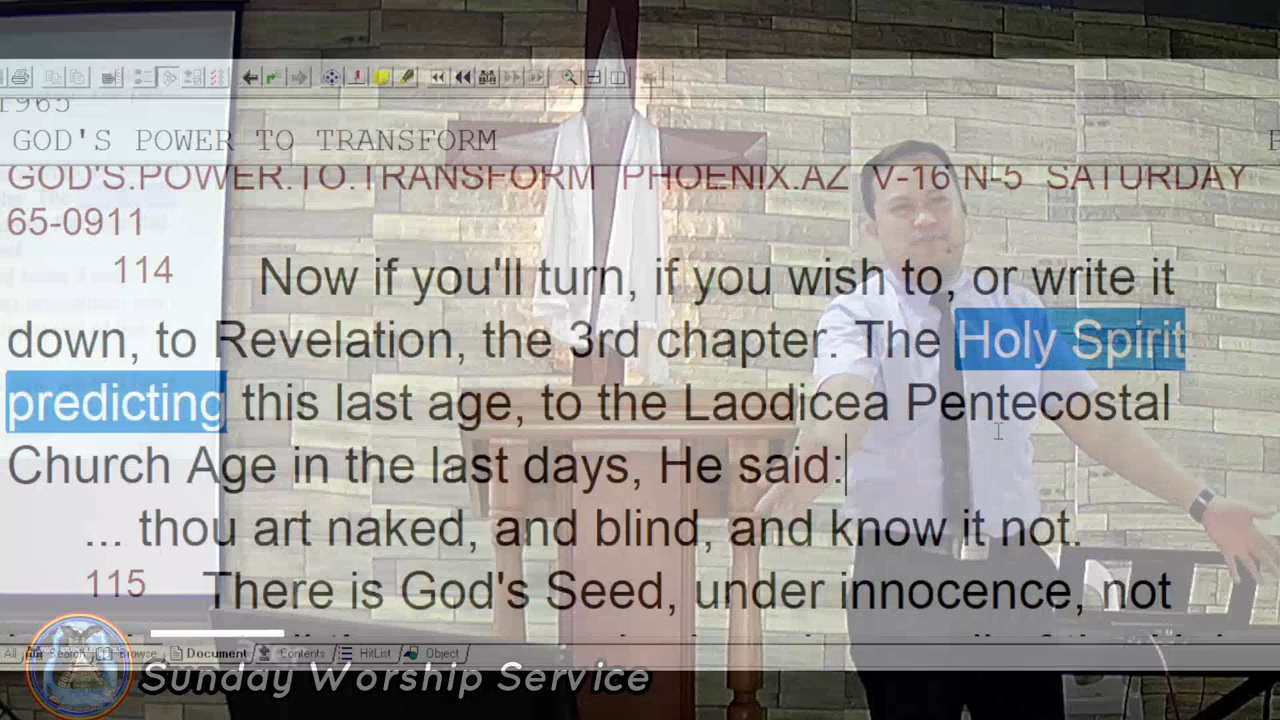 1965
GOD'S POWER TO TRANSFORM
GOD'S.POWER.TO.TRANSFORM PHOENIX.AZ V-16 N-5 SATURDAY
65-0911
114 Now if you'll turn, if you wish to, or write it
down, to Revelation, the 3rd chapter. The Holy Spirit
predicting this last age, to the Laodicea Pentecostal
Church Age in the last days, He said:
... thou art naked, and blind, and know it not.
115 There is God's Seed, under innocence, not
All Search Browse Document Contents HitList Object
Sunday Worship Service